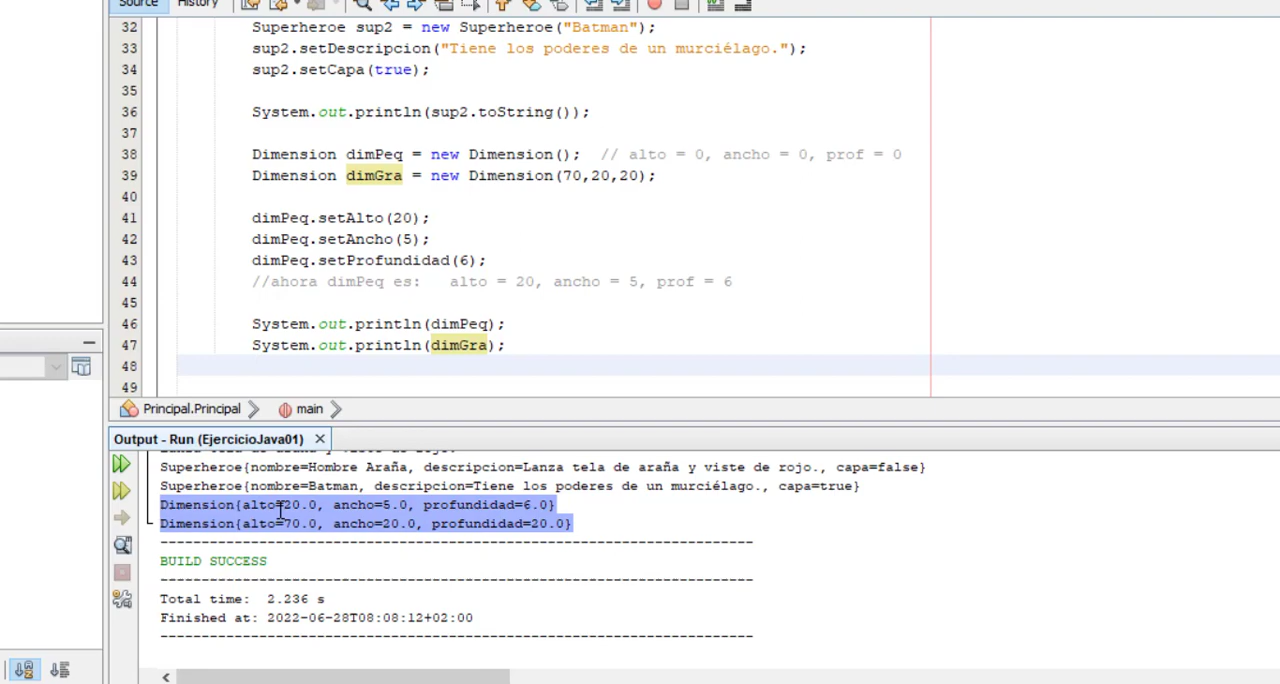 Source History
32 Superheroe sup2 = new Superheroe("Batman");
33 sup2.setDescripcion("Tiene los poderes de un murciélago.");
34 sup2.setCapa(true);
35
36 System.out.println(sup2.toString());
37
38 Dimension dimPeq = new Dimension(); // alto = 0, ancho = 0, prof = 0
39 Dimension dimGra = new Dimension(70,20,20);
40
41 dimPeq.setAlto(20);
42 dimPeq.setAncho(5);
43 dimPeq.setProfundidad(6);
44 //ahora dimPeq es: alto = 20, ancho = 5, prof = 6
45
46 System.out.println(dimPeq);
47 System.out.println(dimGra);
48
49
Principal.Principal main
Output - Run (EjercicioJava01)
Lanza tela de araña y viste de rojo.
Superheroe{nombre=Hombre Araña, descripcion=Lanza tela de araña y viste de rojo., capa=false}
Superheroe{nombre=Batman, descripcion=Tiene los poderes de un murciélago., capa=true}
Dimension{alto=20.0, ancho=5.0, profundidad=6.0}
Dimension{alto=70.0, ancho=20.0, profundidad=20.0}
------------------------------------------------------------------------
BUILD SUCCESS
------------------------------------------------------------------------
Total time: 2.236 s
Finished at: 2022-06-28T08:08:12+02:00
------------------------------------------------------------------------